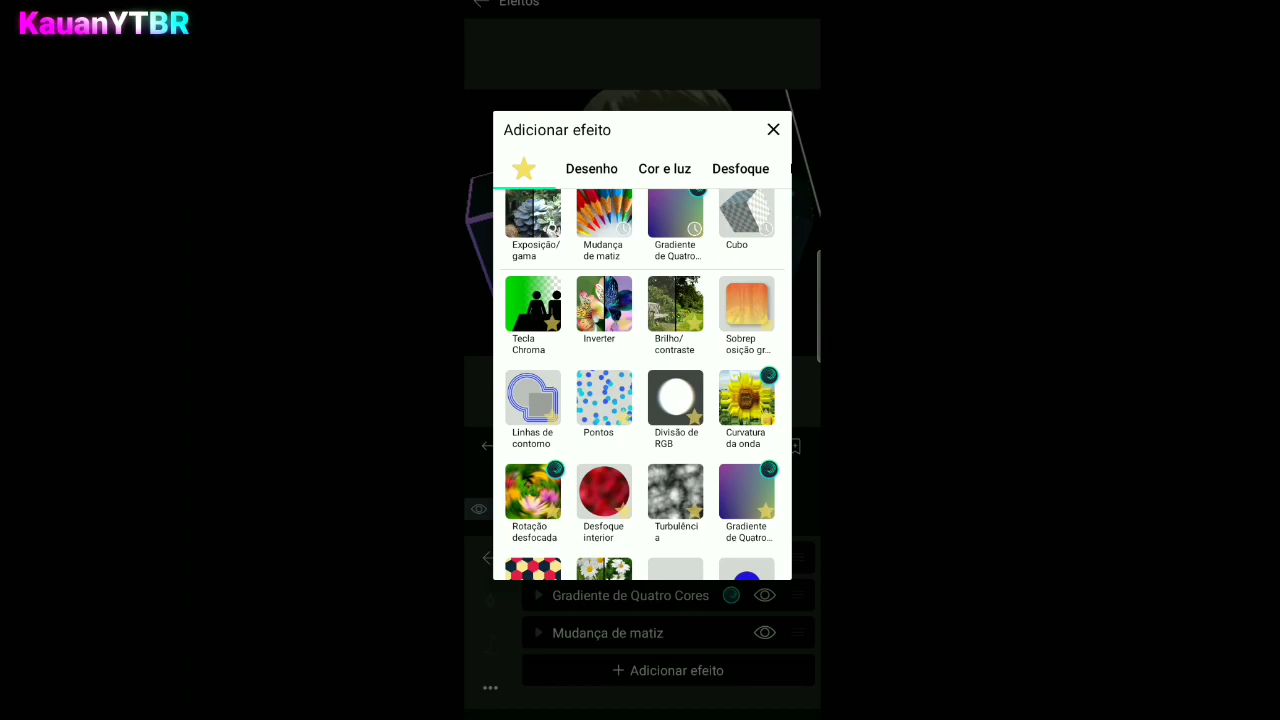 KauanYTBR
Efeitos
Adicionar efeito
Desenho
Cor e luz
Desfoque
Exposição/
gama
Mudança
de matiz
Gradiente
de Quatro...
Cubo
Tecla
Chroma
Inverter
Brilho/
contraste
Sobrep
osição gr...
Linhas de
contorno
Pontos
Divisão de
RGB
Curvatura
da onda
Rotação
desfocada
Desfoque
interior
Turbulênci
a
Gradiente
de Quatro...
Gradiente de Quatro Cores
Mudança de matiz
+ Adicionar efeito